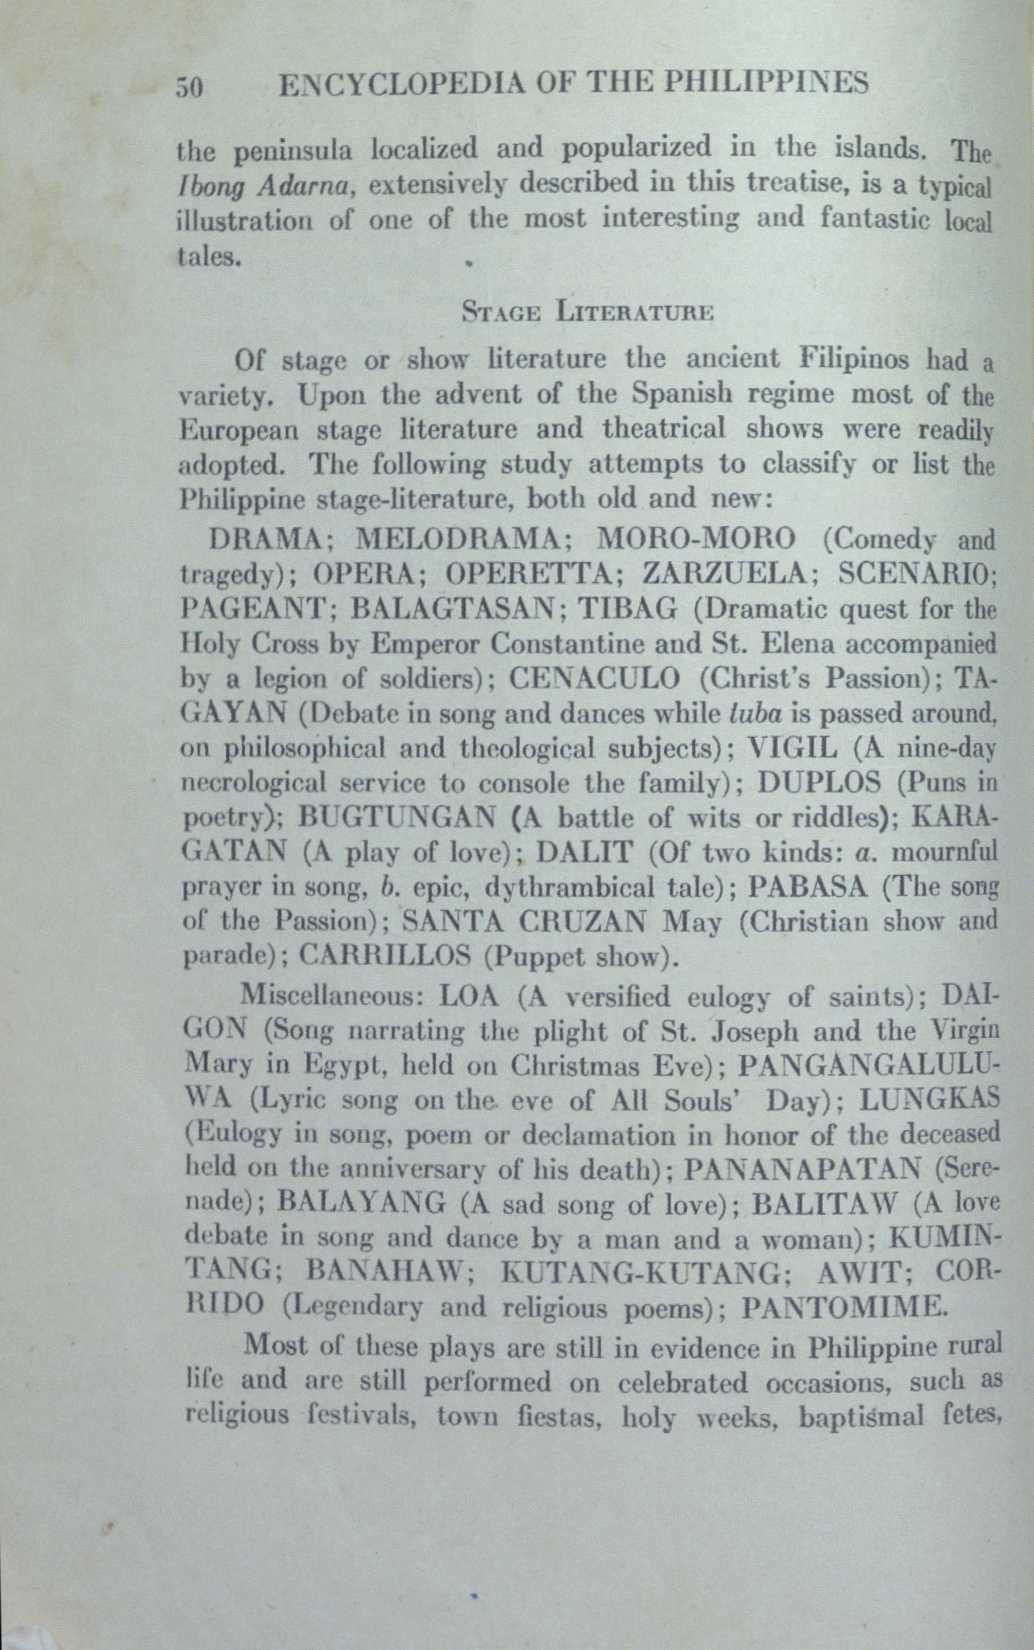 50 ENCYCLOPEDIA OF THE PHILIPPINES
the peninsula localized and popularized in the islands. The
Ibong Adarna, extensively described in this treatise, is a typical
illustration of one of the most interesting and fantastic local
tales.
STAGE LITERATURE
Of stage or show literature the ancient Filipinos had a
variety. Upon the advent of the Spanish regime most of the
European stage literature and theatrical shows were readily
adopted. The following study attempts to classify or list the
Philippine stage-literature, both old and new:
DRAMA; MELODRAMA; MORO-MORO (Comedy and
tragedy); OPERA; OPERETTA; ZARZUELA; SCENARIO;
PAGEANT; BALAGTASAN; TIBAG (Dramatic quest for the
Holy Cross by Emperor Constantine and St. Elena accompanied
by a legion of soldiers); CENACULO (Christ's Passion); TA-
GAYAN (Debate in song and dances while tuba is passed around,
on philosophical and theological subjects); VIGIL (A nine-day
necrological service to console the family); DUPLOS (Puns in
poetry); BUGTUNGAN (A battle of wits or riddles); KARA-
GATAN (A play of love); DALIT (Of two kinds: a. mournful
prayer in song, b. epic, dythrambical tale); PABASA (The song
of the Passion); SANTA CRUZAN May (Christian show and
parade); CARRILLOS (Puppet show).
Miscellaneous: LOA (A versified eulogy of saints); DAI-
GON (Song narrating the plight of St. Joseph and the Virgin
Mary in Egypt, held on Christmas Eve); PANGANGALULU-
WA (Lyric song on the eve of All Souls' Day); LUNGKAS
(Eulogy in song, poem or declamation in honor of the deceased
held on the anniversary of his death); PANANAPATAN (Sere-
nade); BALAYANG (A sad song of love); BALITAW (A love
debate in song and dance by a man and a woman); KUMIN-
TANG; BANAHAW; KUTANG-KUTANG; AWIT; COR-
RIDO (Legendary and religious poems); PANTOMIME.
Most of these plays are still in evidence in Philippine rural
life and are still performed on celebrated occasions, such as
religious festivals, town fiestas, holy weeks, baptismal fetes,